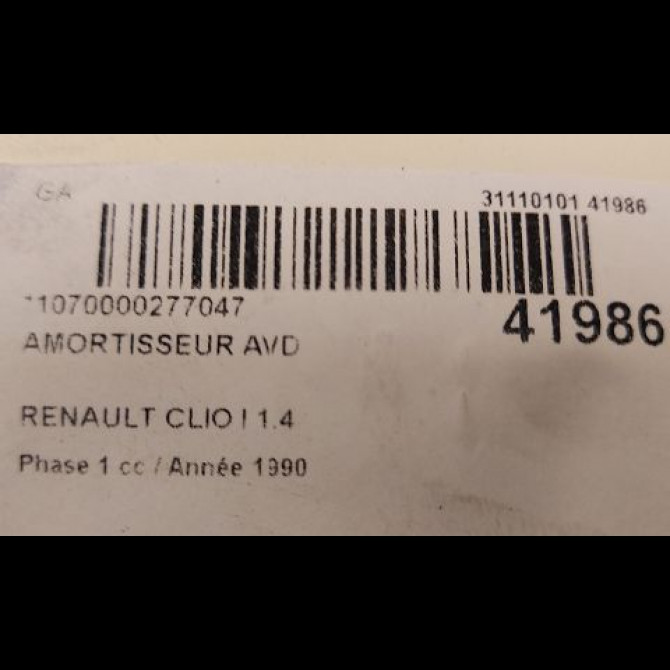 GA
31110101 41986
11070000277047
41986
AMORTISSEUR AVD
RENAULT CLIO I 1.4
Phase 1 cc / Année 1990